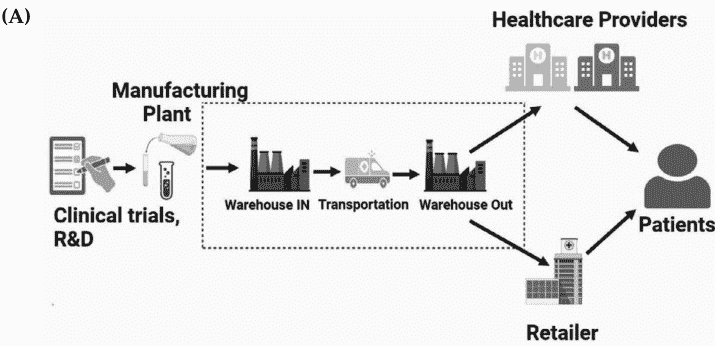 (A)
Healthcare Providers
H
H
Manufacturing
Plant
Warehouse IN
Transportation
Warehouse Out
Clinical trials,
R&D
Patients
Retailer